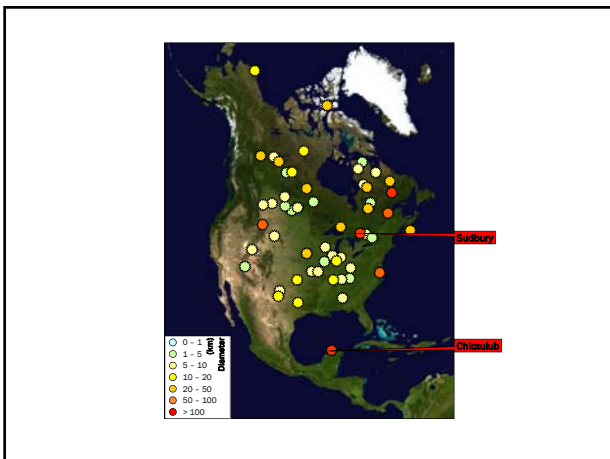 Sudbury
Chicxulub
Diameter
(km)
0 - 1
1 - 5
5 - 10
10 - 20
20 - 50
50 - 100
> 100